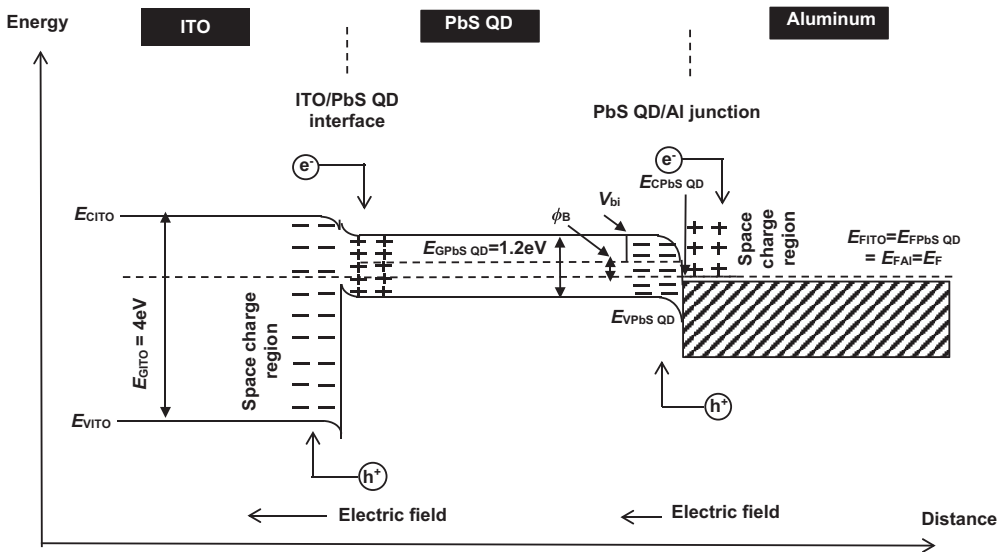 Energy
ITO
PbS QD
Aluminum
ITO/PbS QD
interface
PbS QD/Al junction
e-
e-
ECPbS QD
Vbi
ϕB
ECITO
EGPbS QD=1.2eV
Space charge
region
EFITO=EFPbS QD
= EFAl=EF
EGITO = 4eV
Space charge
region
EVPbS QD
EVITO
h+
h+
Electric field
Electric field
Distance